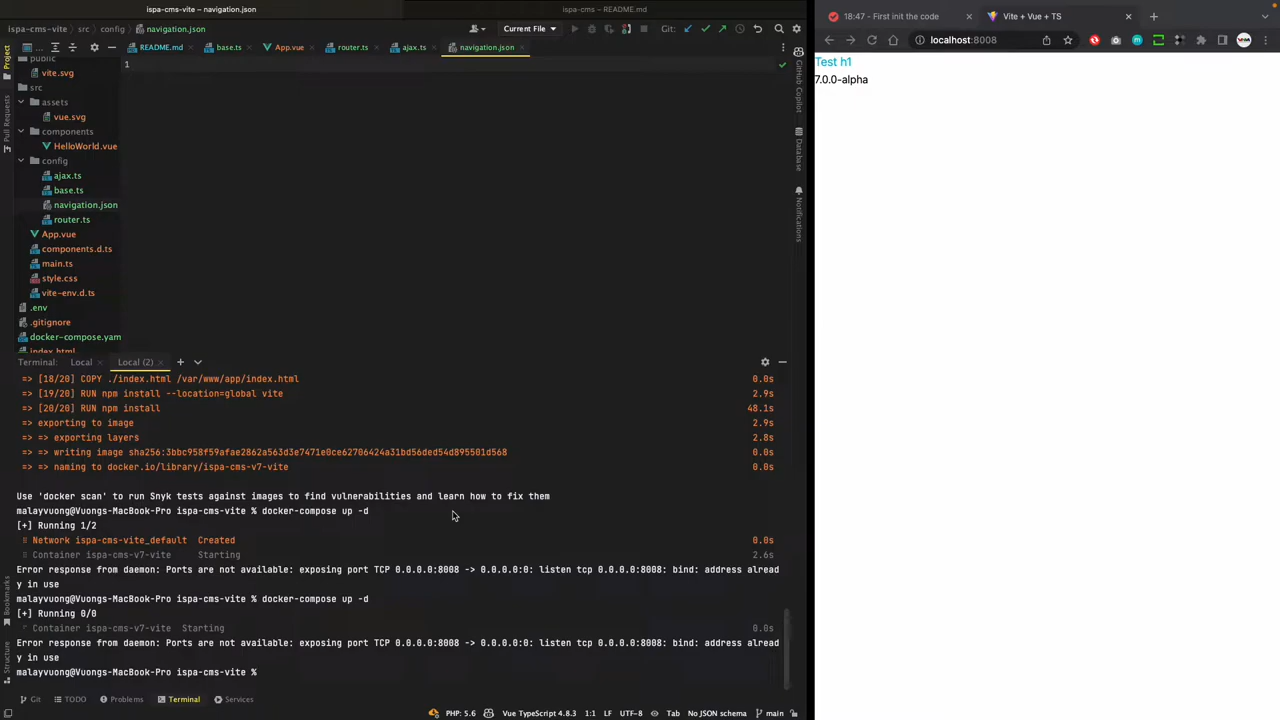 ispa-cms-vite – navigation.json
ispa-cms – README.md
ispa-cms-vite
src
config
navigation.json
Current File
Git:
README.md
base.ts
App.vue
router.ts
ajax.ts
navigation.json
Project
Pull Requests
public
vite.svg
src
assets
vue.svg
components
HelloWorld.vue
config
ajax.ts
base.ts
navigation.json
router.ts
App.vue
components.d.ts
main.ts
style.css
vite-env.d.ts
.env
.gitignore
docker-compose.yam
index.html
1
GitHub Copilot
Database
Notifications
Terminal:
Local
Local (2)
=> [18/20] COPY ./index.html /var/www/app/index.html 0.0s
=> [19/20] RUN npm install --location=global vite 2.9s
=> [20/20] RUN npm install 48.1s
=> exporting to image 2.9s
=> => exporting layers 2.8s
=> => writing image sha256:3bbc958f59afae2862a563d3e7471e0ce62706424a31bd56ded54d895501d568 0.0s
=> => naming to docker.io/library/ispa-cms-v7-vite 0.0s
Use 'docker scan' to run Snyk tests against images to find vulnerabilities and learn how to fix them
malayvuong@Vuongs-MacBook-Pro ispa-cms-vite % docker-compose up -d
[+] Running 1/2
Network ispa-cms-vite_default Created 0.0s
Container ispa-cms-v7-vite Starting 2.6s
Error response from daemon: Ports are not available: exposing port TCP 0.0.0.0:8008 -> 0.0.0.0:0: listen tcp 0.0.0.0:8008: bind: address alread
y in use
malayvuong@Vuongs-MacBook-Pro ispa-cms-vite % docker-compose up -d
[+] Running 0/0
Container ispa-cms-v7-vite Starting 0.0s
Error response from daemon: Ports are not available: exposing port TCP 0.0.0.0:8008 -> 0.0.0.0:0: listen tcp 0.0.0.0:8008: bind: address alread
y in use
malayvuong@Vuongs-MacBook-Pro ispa-cms-vite %
Bookmarks
Structure
Git
TODO
Problems
Terminal
Services
PHP: 5.6
Vue TypeScript 4.8.3
1:1
LF
UTF-8
Tab
No JSON schema
main
18:47 - First init the code
Vite + Vue + TS
localhost:8008
Test h1
7.0.0-alpha